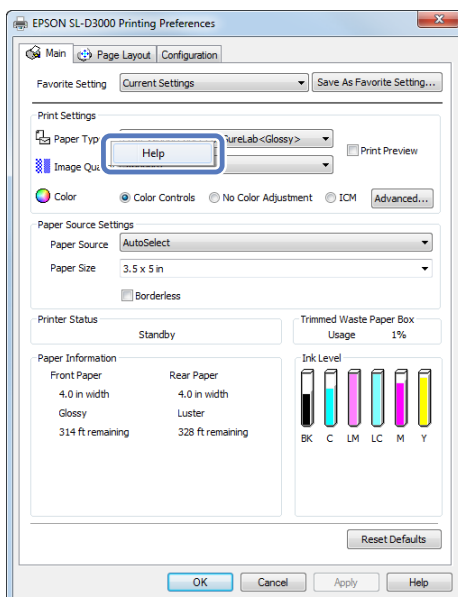 EPSON SL-D3000 Printing Preferences
Main Page Layout Configuration
Favorite Setting Current Settings Save As Favorite Setting...
Print Settings
Paper Typ SureLab<Glossy>
Help
Print Preview
Image Qua
Color Color Controls No Color Adjustment ICM Advanced...
Paper Source Settings
Paper Source AutoSelect
Paper Size 3.5 x 5 in
Borderless
Printer Status Trimmed Waste Paper Box
Standby Usage 1%
Paper Information Ink Level
Front Paper Rear Paper
4.0 in width 4.0 in width
Glossy Luster
314 ft remaining 328 ft remaining
BK C LM LC M Y
Reset Defaults
OK Cancel Apply Help